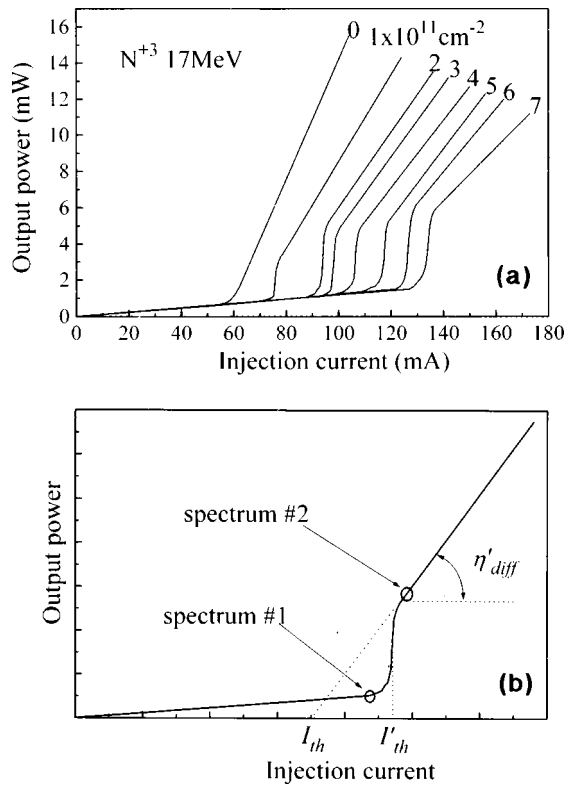 Output power (mW)
16
14
12
10
8
6
4
2
0
N+3 17MeV
0
1x10^11cm^-2
2
3
4
5
6
7
(a)
0 20 40 60 80 100 120 140 160 180
Injection current (mA)
Output power
spectrum #2
η'diff
spectrum #1
(b)
Ith I'th
Injection current